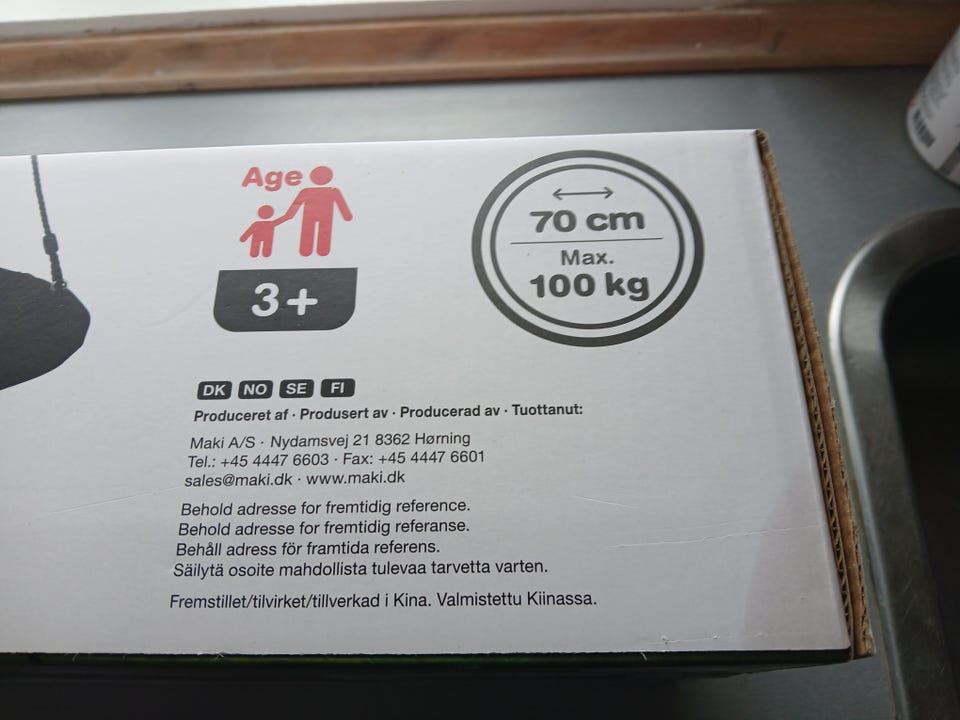 Age
3+
70 cm
Max.
100 kg
DK NO SE FI
Produceret af · Produsert av · Producerad av · Tuottanut:
Maki A/S · Nydamsvej 21 8362 Hørning
Tel.: +45 4447 6603 · Fax: +45 4447 6601
sales@maki.dk · www.maki.dk
Behold adresse for fremtidig reference.
Behold adresse for fremtidig referanse.
Behåll adress för framtida referens.
Säilytä osoite mahdollista tulevaa tarvetta varten.
Fremstillet/tilvirket/tillverkad i Kina. Valmistettu Kiinassa.